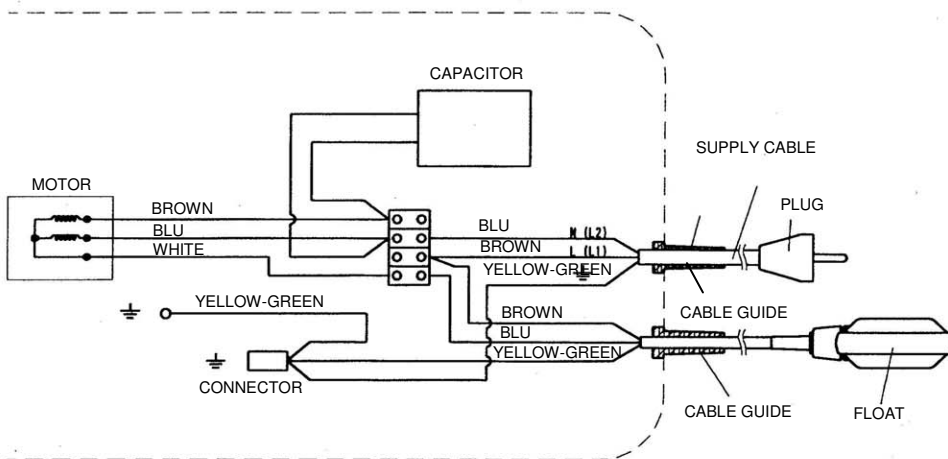 CAPACITOR
SUPPLY CABLE
MOTOR
PLUG
BROWN
BLU
WHITE
BLU
N (L2)
BROWN
L (L1)
YELLOW-GREEN
YELLOW-GREEN
CABLE GUIDE
BROWN
BLU
YELLOW-GREEN
CONNECTOR
CABLE GUIDE
FLOAT